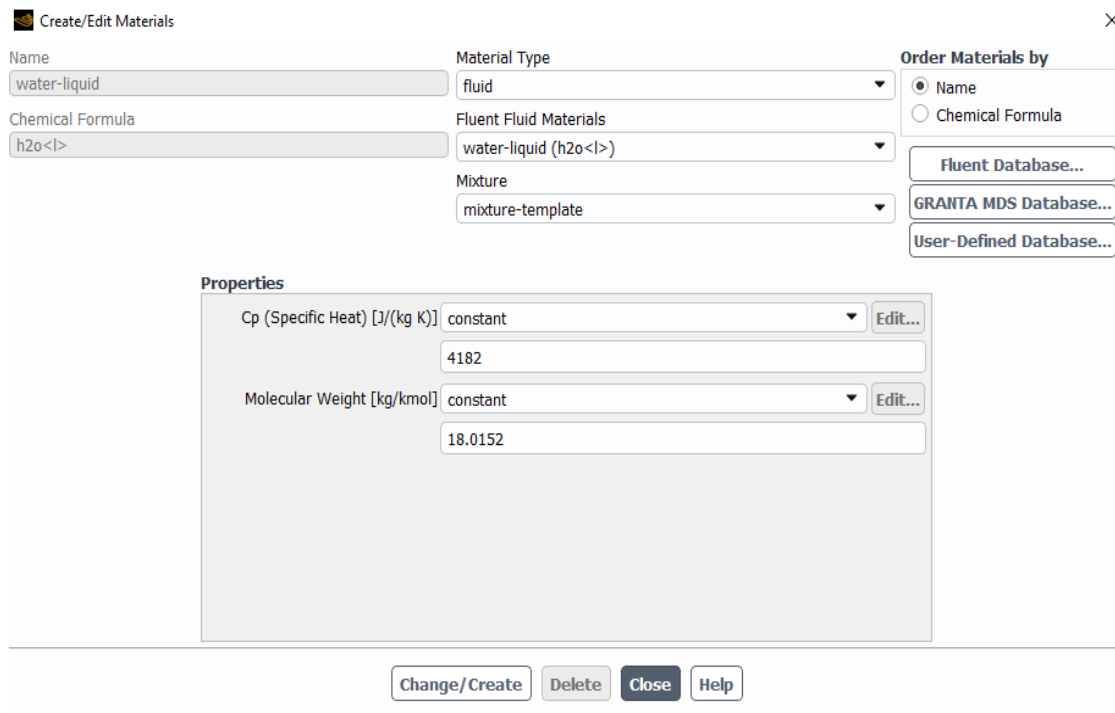 Create/Edit Materials
Name
water-liquid
Chemical Formula
h2o<l>
Material Type
fluid
Fluent Fluid Materials
water-liquid (h2o<l>)
Mixture
mixture-template
Order Materials by
Name
Chemical Formula
Fluent Database...
GRANTA MDS Database...
User-Defined Database...
Properties
Cp (Specific Heat) [J/(kg K)] constant Edit...
4182
Molecular Weight [kg/kmol] constant Edit...
18.0152
Change/Create Delete Close Help